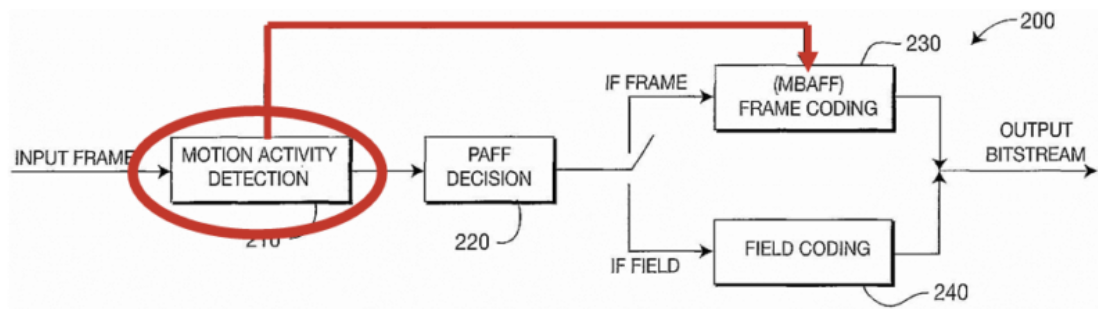 200
230
IF FRAME
(MBAFF)
FRAME CODING
INPUT FRAME
MOTION ACTIVITY
DETECTION
PAFF
DECISION
OUTPUT
BITSTREAM
210
220
IF FIELD
FIELD CODING
240